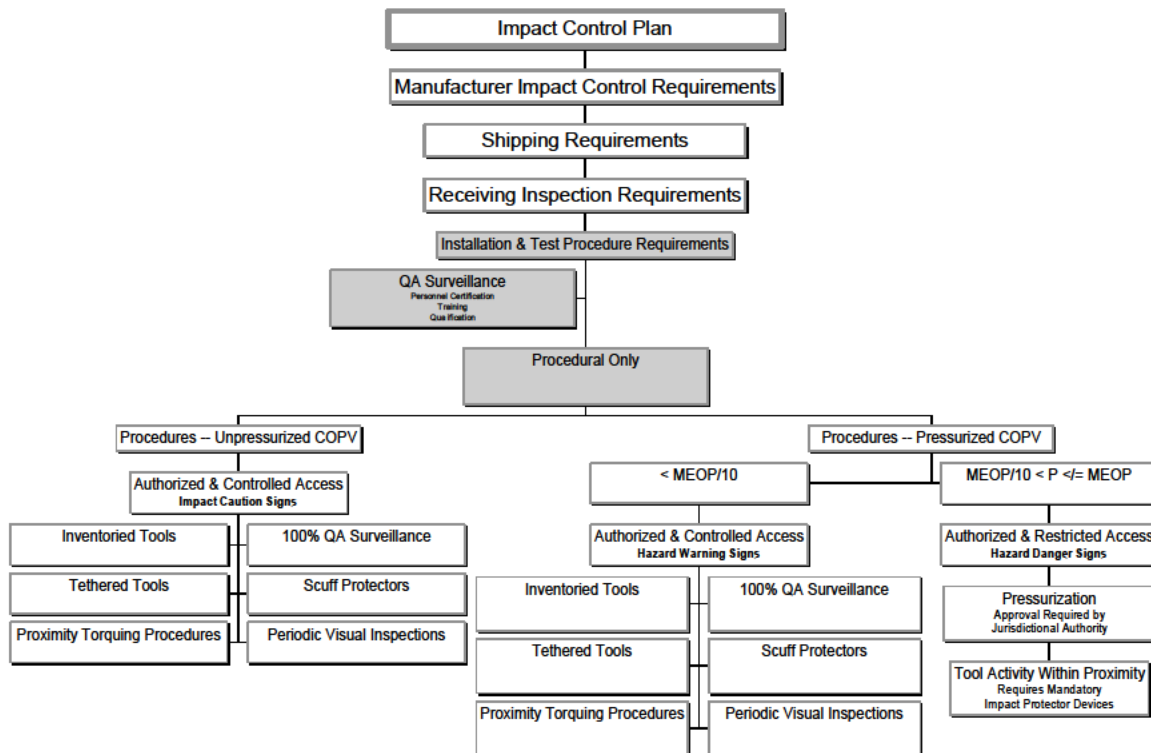 Impact Control Plan
Manufacturer Impact Control Requirements
Shipping Requirements
Receiving Inspection Requirements
Installation & Test Procedure Requirements
QA Surveillance
Personnel Certification
Training
Qualification
Procedural Only
Procedures -- Unpressurized COPV
Authorized & Controlled Access
Impact Caution Signs
Inventoried Tools
100% QA Surveillance
Tethered Tools
Scuff Protectors
Proximity Torquing Procedures
Periodic Visual Inspections
Procedures -- Pressurized COPV
< MEOP/10
Authorized & Controlled Access
Hazard Warning Signs
Inventoried Tools
100% QA Surveillance
Tethered Tools
Scuff Protectors
Proximity Torquing Procedures
Periodic Visual Inspections
MEOP/10 < P </= MEOP
Authorized & Restricted Access
Hazard Danger Signs
Pressurization
Approval Required by
Jurisdictional Authority
Tool Activity Within Proximity
Requires Mandatory
Impact Protector Devices